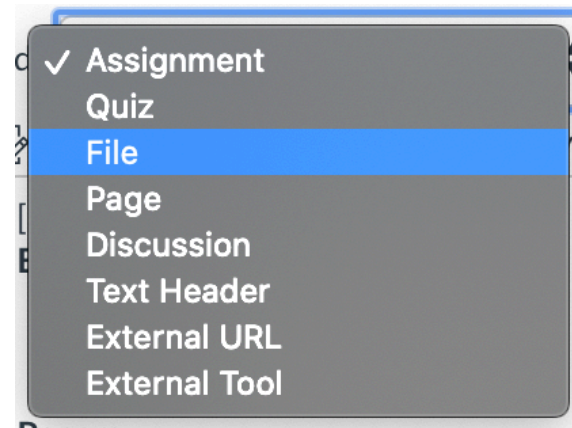 ✓ Assignment
Quiz
File
Page
Discussion
Text Header
External URL
External Tool